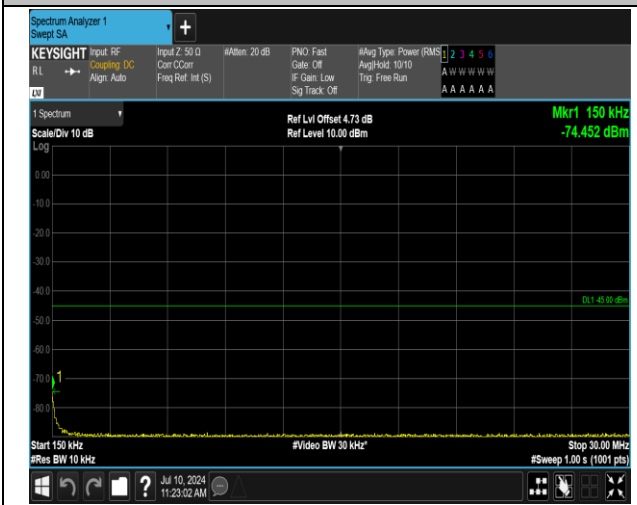 Spectrum Analyzer 1
Swept SA
+
KEYSIGHT Input: RF Input Z: 50 Ω #Atten: 20 dB PNO: Fast #Avg Type: Power (RMS 1 2 3 4 5 6
RL Coupling: DC Corr CCorr Gate: Off Avg|Hold: 10/10 A W W W W W
Align: Auto Freq Ref: Int (S) IF Gain: Low Trig: Free Run
LXI Sig Track: Off A A A A A A
1 Spectrum Ref Lvl Offset 4.73 dB Mkr1 150 kHz
Scale/Div 10 dB Ref Level 10.00 dBm -74.452 dBm
Log
0.00
-10.0
-20.0
-30.0
-40.0
DL1 -45.00 dBm
-50.0
-60.0
-70.0 1
-80.0
Start 150 kHz #Video BW 30 kHz* Stop 30.00 MHz
#Res BW 10 kHz #Sweep 1.00 s (1001 pts)
? Jul 10, 2024
11:23:02 AM